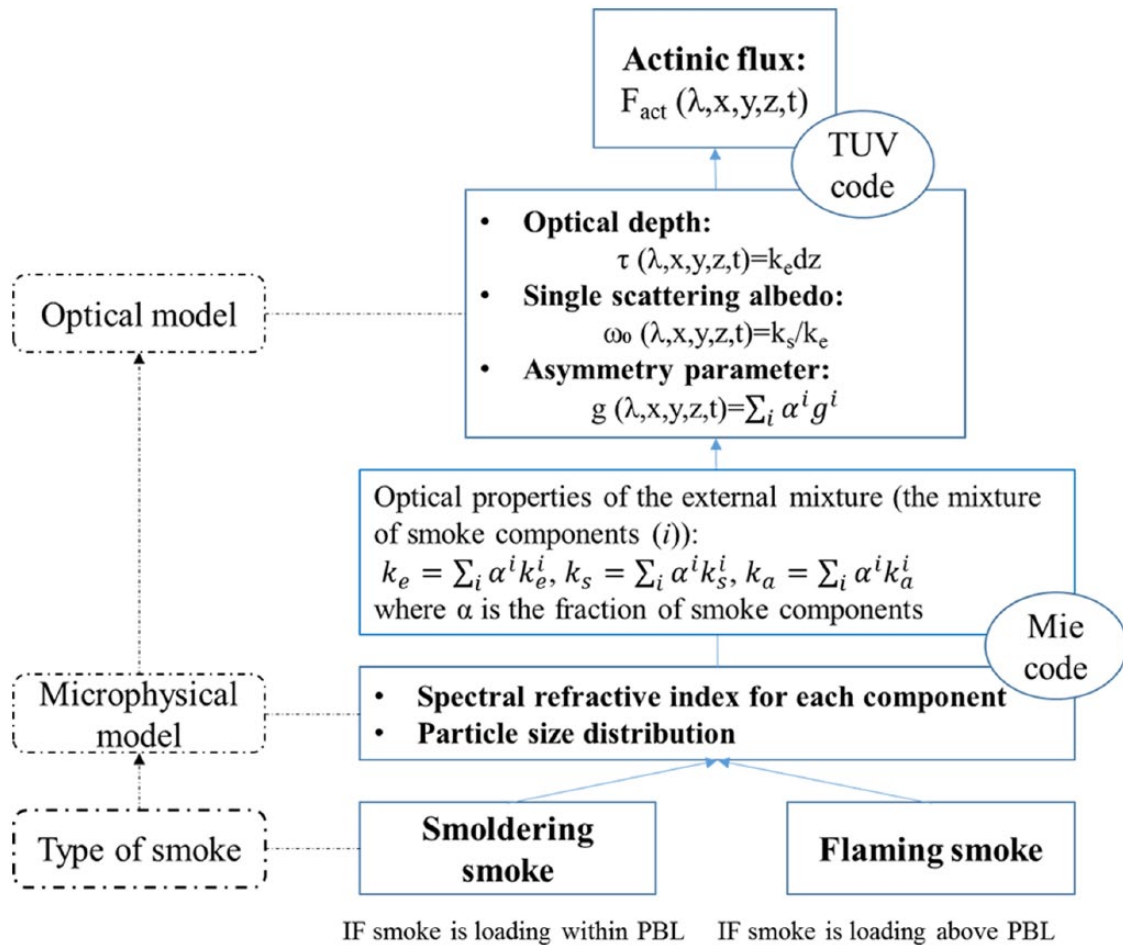 Actinic flux:
F_act (λ,x,y,z,t)
TUV
code
• Optical depth:
τ (λ,x,y,z,t)=k_edz
• Single scattering albedo:
ω₀ (λ,x,y,z,t)=k_s/k_e
• Asymmetry parameter:
g (λ,x,y,z,t)=∑_i α^i g^i
Optical model
Optical properties of the external mixture (the mixture
of smoke components (i)):
k_e = ∑_i α^i k_e^i, k_s = ∑_i α^i k_s^i, k_a = ∑_i α^i k_a^i
where α is the fraction of smoke components
Mie
code
Microphysical
model
• Spectral refractive index for each component
• Particle size distribution
Type of smoke
Smoldering
smoke
Flaming smoke
IF smoke is loading within PBL
IF smoke is loading above PBL